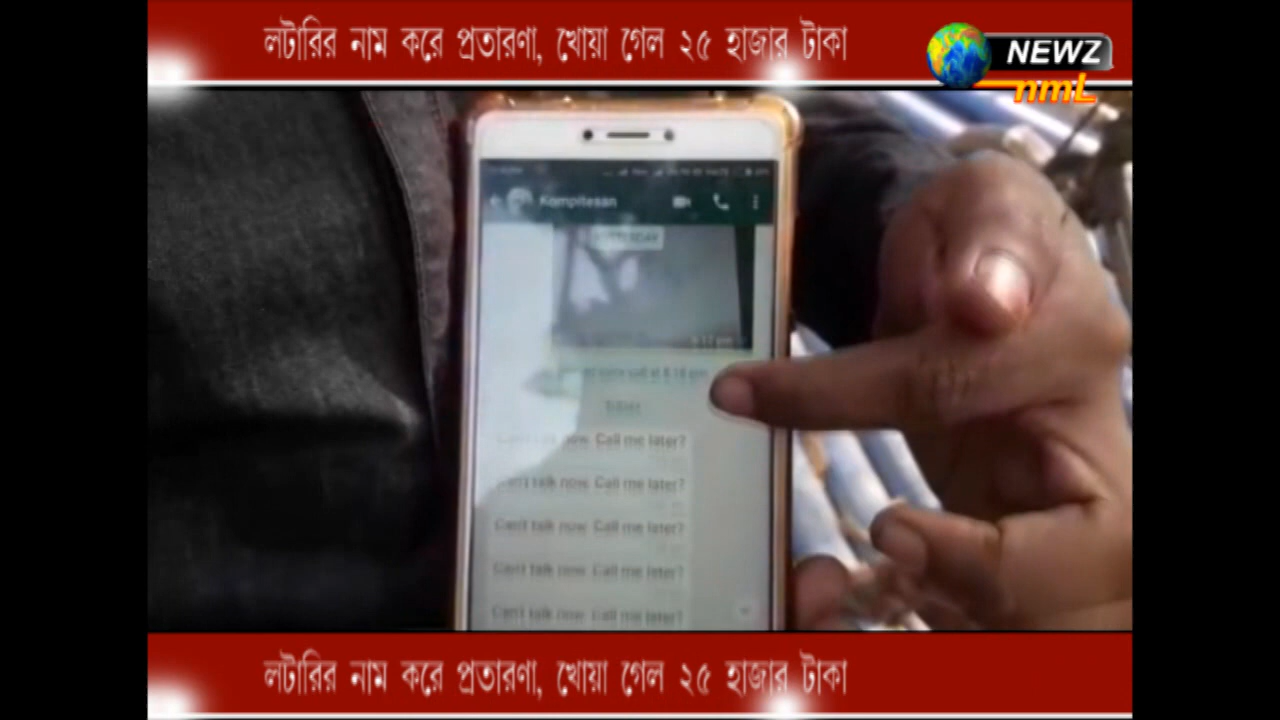 লটারির নাম করে প্রতারণা, খোয়া গেল ২৫ হাজার টাকা
NEWZ
nmL
Kompitesan
YESTERDAY
Can't talk now. Call me later?
Can't talk now. Call me later?
Can't talk now. Call me later?
Can't talk now. Call me later?
Can't talk now. Call me later?
লটারির নাম করে প্রতারণা, খোয়া গেল ২৫ হাজার টাকা